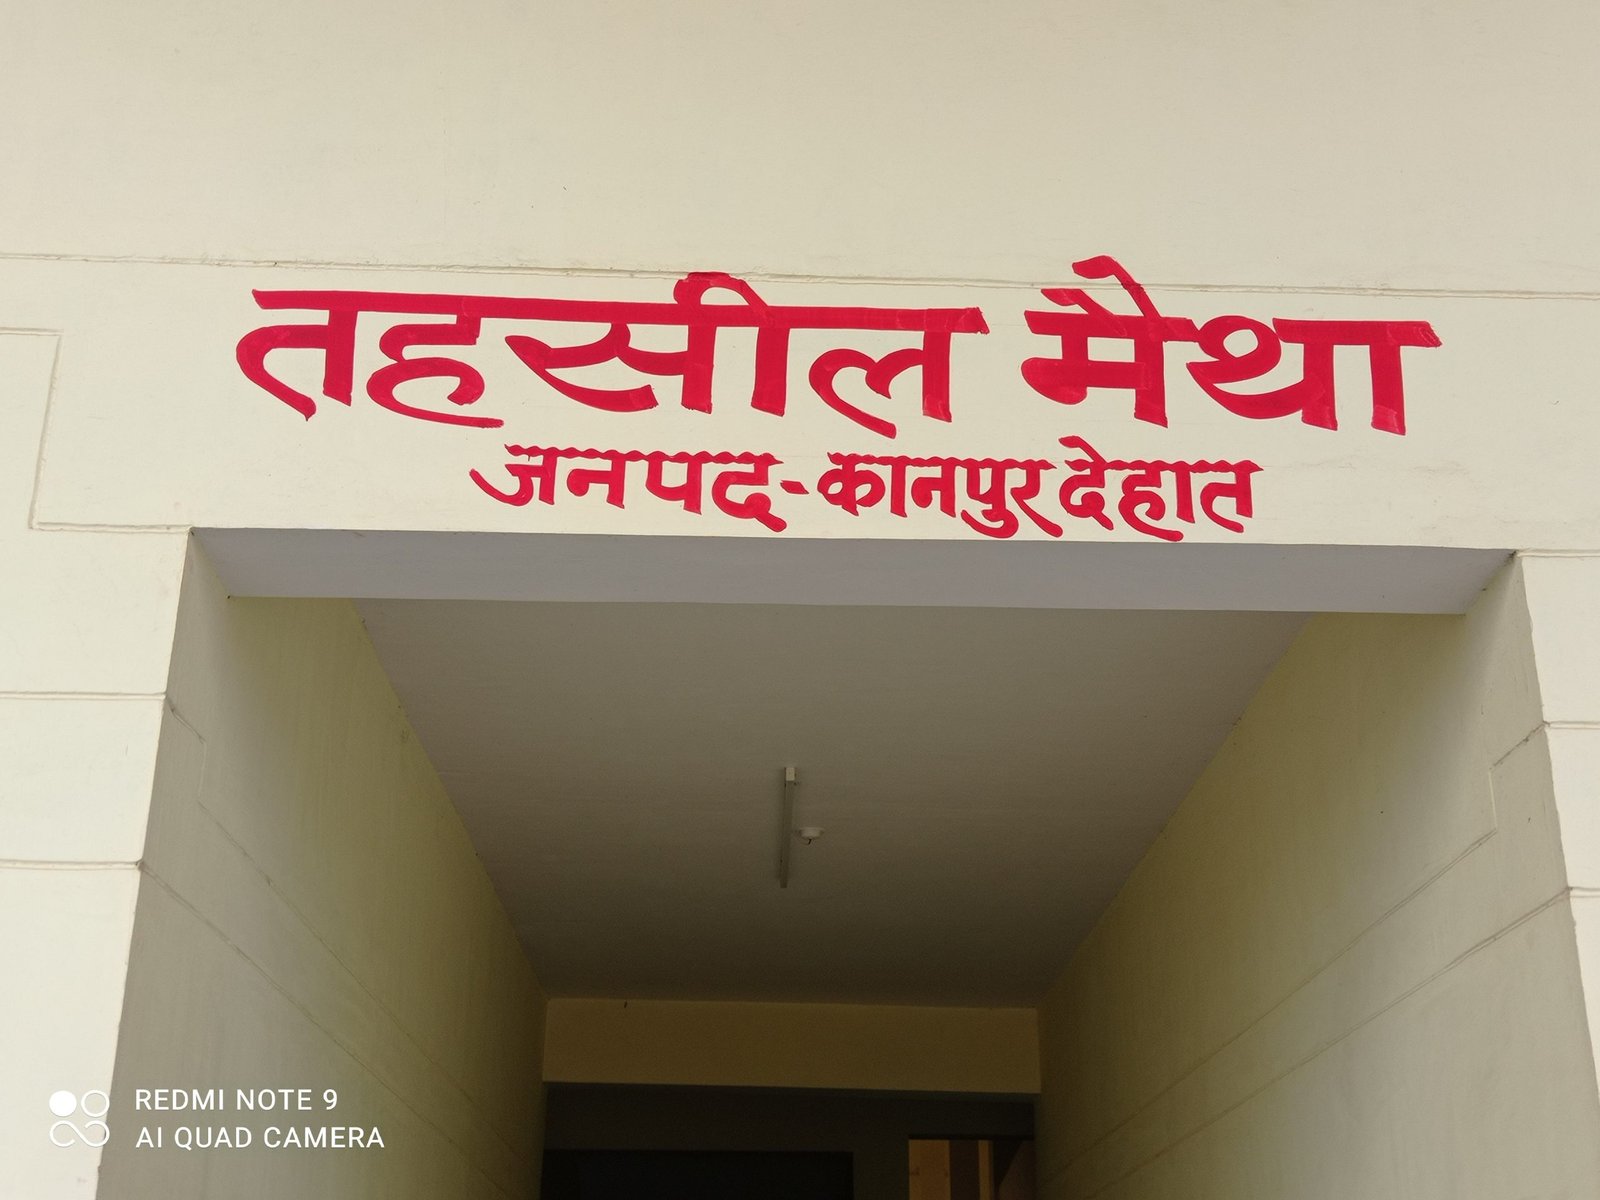 तहसील मैथा
जनपद-कानपुर देहात
REDMI NOTE 9
AI QUAD CAMERA